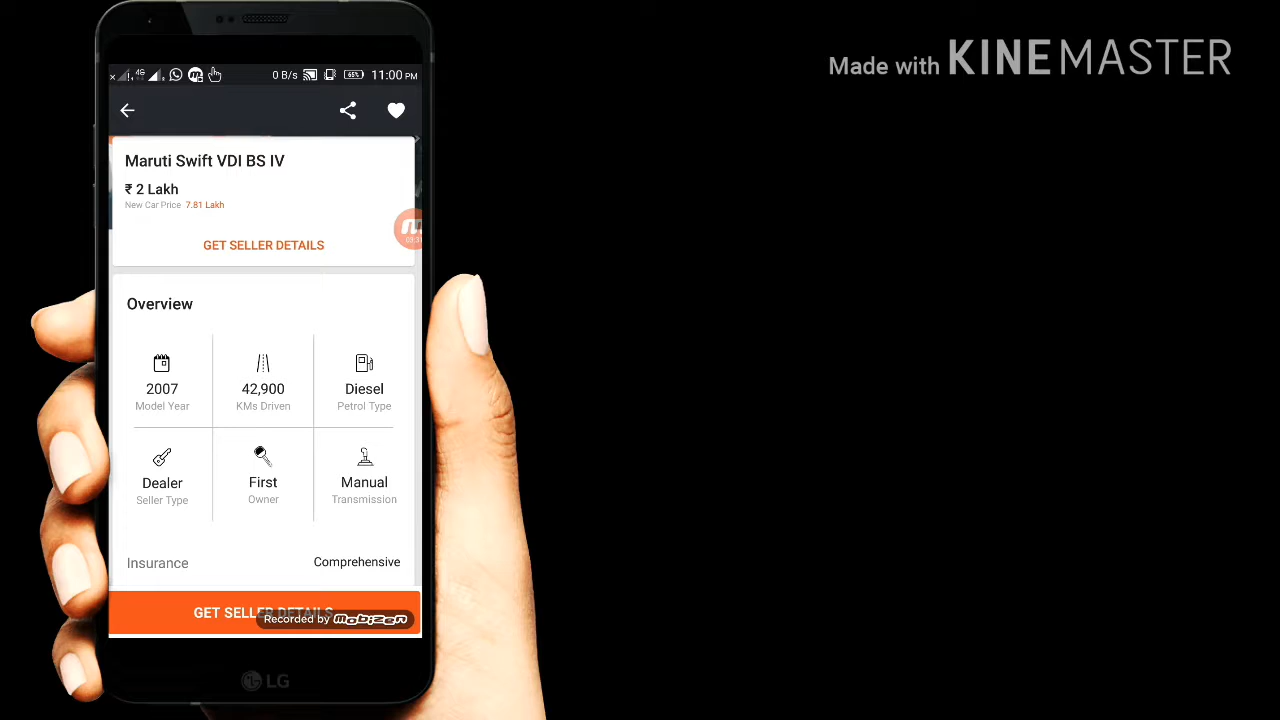 Made with KINEMASTER
4G
0 B/s
65%
11:00 PM
Maruti Swift VDI BS IV
₹ 2 Lakh
New Car Price 7.81 Lakh
GET SELLER DETAILS
Overview
2007
42,900
Diesel
Model Year
KMs Driven
Petrol Type
Dealer
First
Manual
Seller Type
Owner
Transmission
Insurance
Comprehensive
GET SELLER DETAILS
Recorded by mobizen
LG